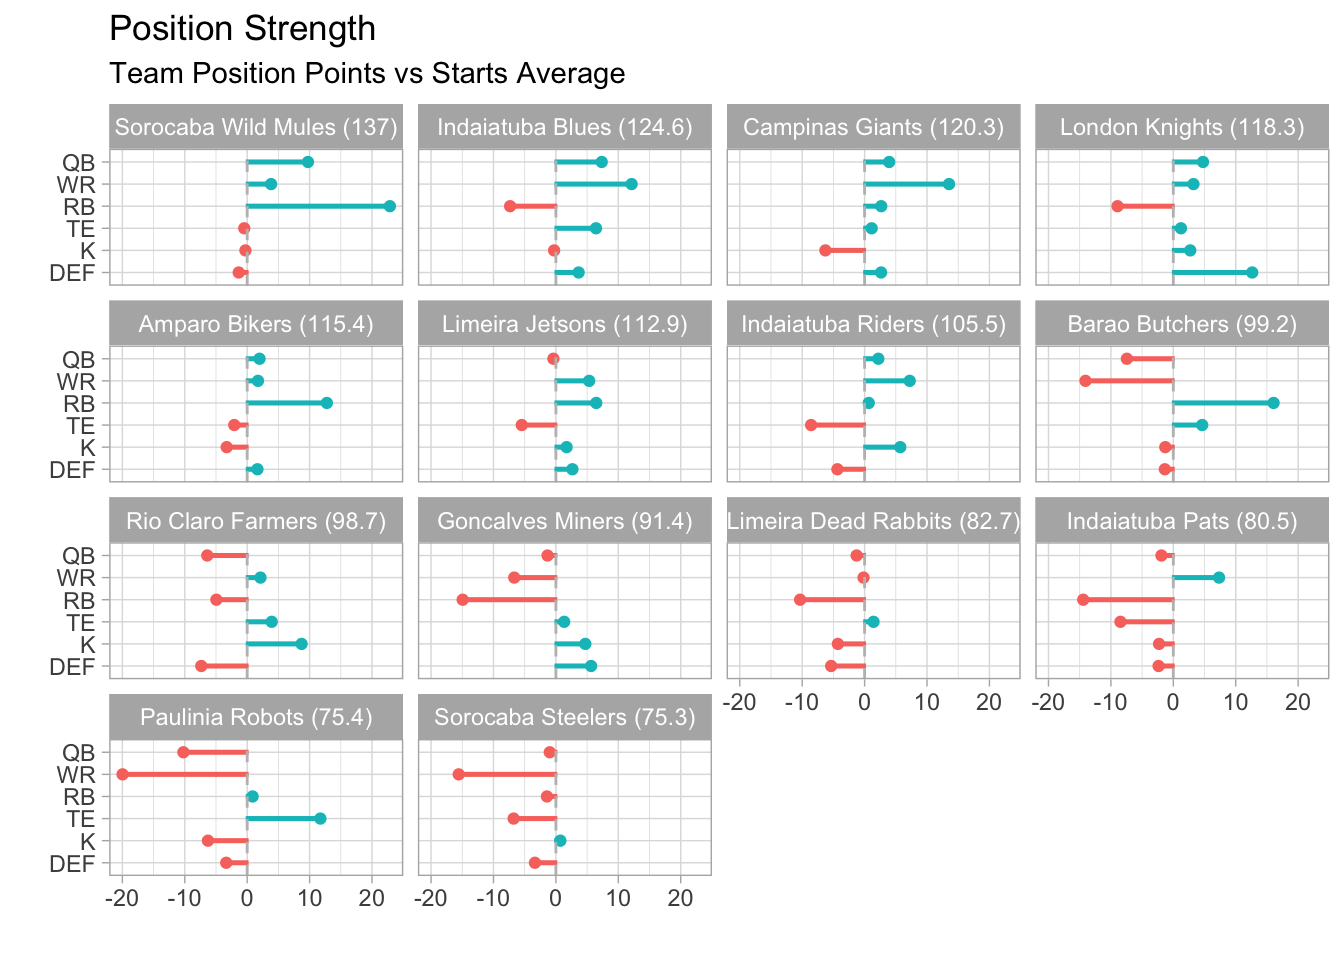 Position Strength
Team Position Points vs Starts Average
Sorocaba Wild Mules (137) Indaiatuba Blues (124.6) Campinas Giants (120.3) London Knights (118.3)
QB
WR
RB
TE
K
DEF
Amparo Bikers (115.4) Limeira Jetsons (112.9) Indaiatuba Riders (105.5) Barao Butchers (99.2)
QB
WR
RB
TE
K
DEF
Rio Claro Farmers (98.7) Goncalves Miners (91.4) Limeira Dead Rabbits (82.7) Indaiatuba Pats (80.5)
QB
WR
RB
TE
K
DEF
-20 -10 0 10 20 -20 -10 0 10 20
Paulinia Robots (75.4) Sorocaba Steelers (75.3)
QB
WR
RB
TE
K
DEF
-20 -10 0 10 20 -20 -10 0 10 20